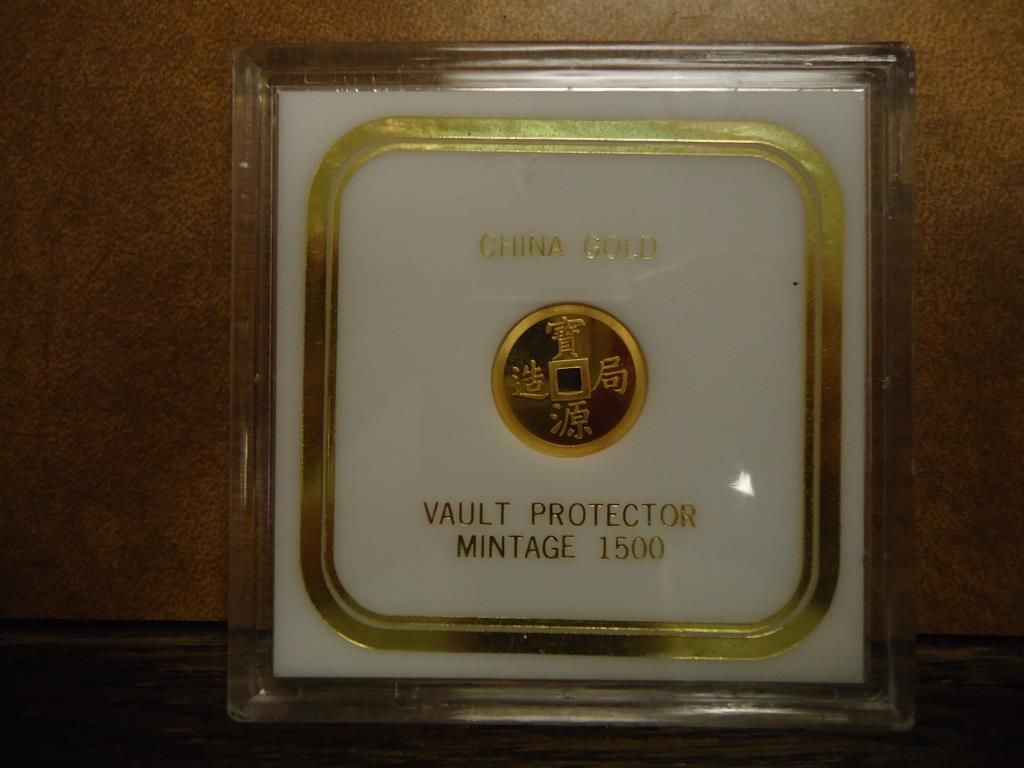 CHINA GOLD
寶
造 局
源
VAULT PROTECTOR
MINTAGE 1500